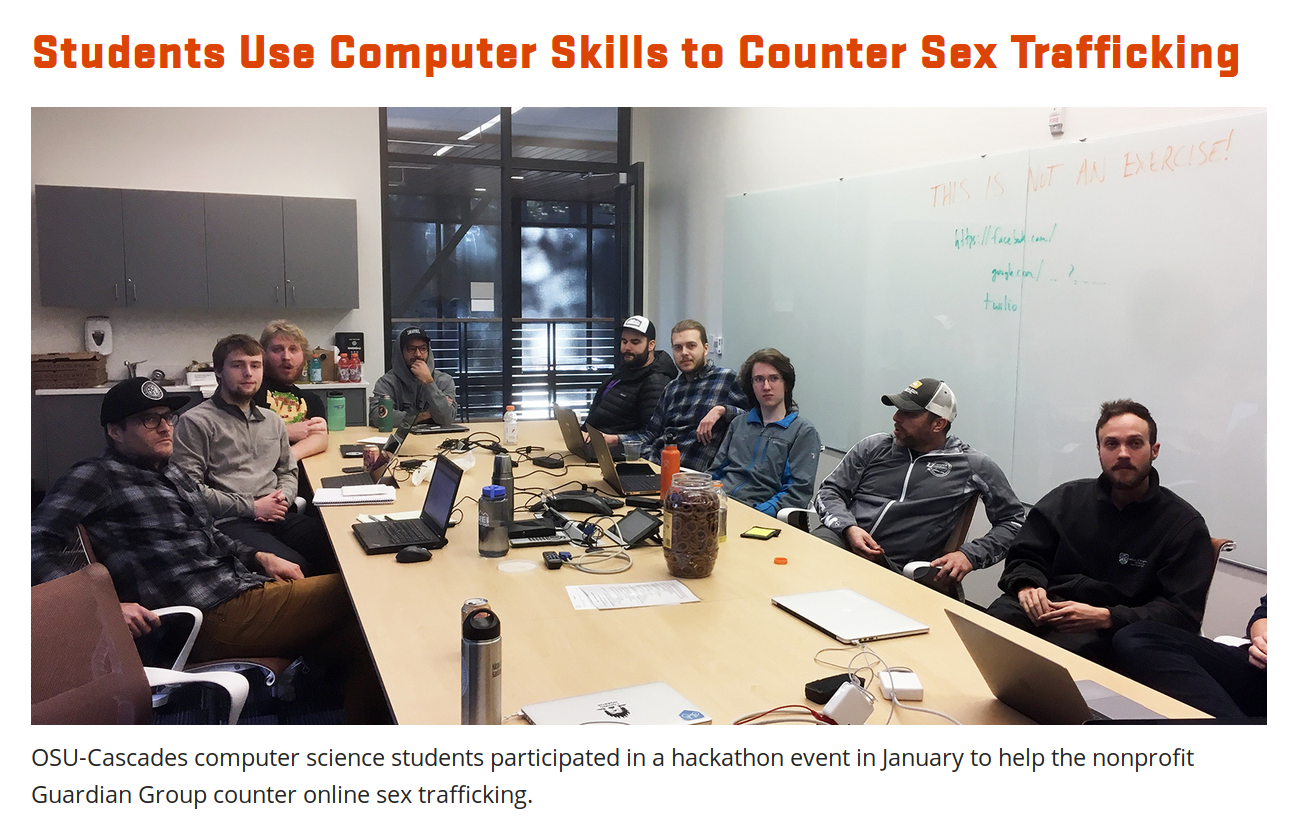 Students Use Computer Skills to Counter Sex Trafficking
THIS IS NOT AN EXERCISE!
https://facebook.com/
google.com/ ... ?....
twilio
OSU-Cascades computer science students participated in a hackathon event in January to help the nonprofit
Guardian Group counter online sex trafficking.